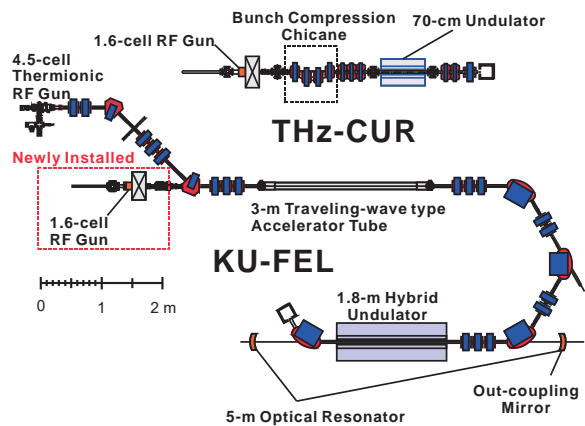 Bunch Compression
Chicane
70-cm Undulator
1.6-cell RF Gun
4.5-cell
Thermionic
RF Gun
THz-CUR
Newly Installed
3-m Traveling-wave type
Accelerator Tube
1.6-cell
RF Gun
KU-FEL
0 1 2 m
1.8-m Hybrid
Undulator
Out-coupling
Mirror
5-m Optical Resonator